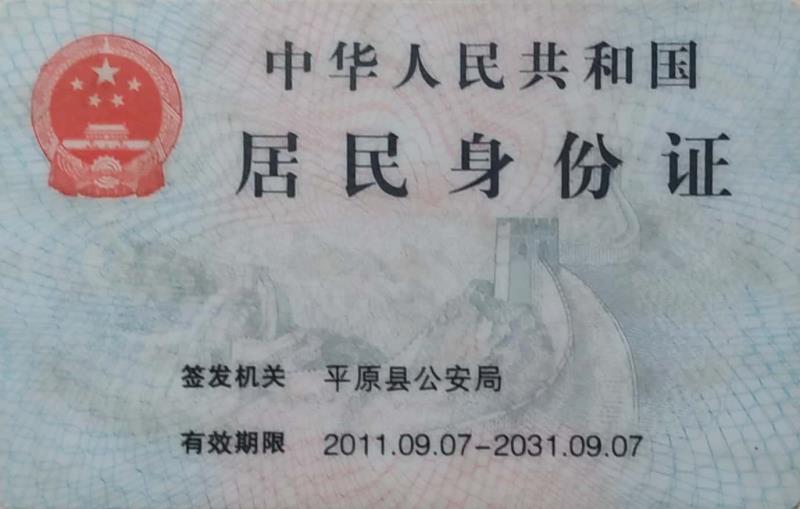 中华人民共和国
居民身份证
签发机关 平原县公安局
有效期限 2011.09.07-2031.09.07